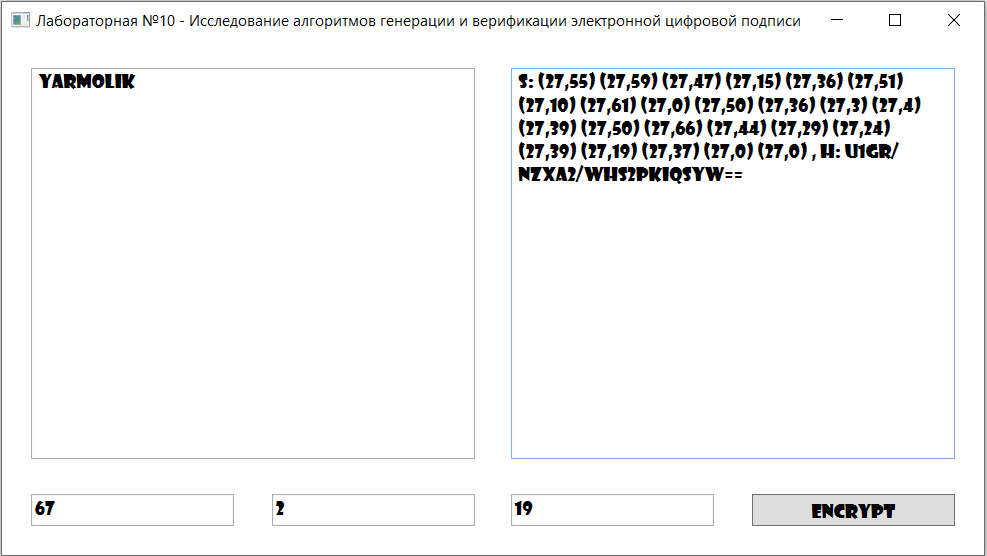 Лабораторная №10 - Исследование алгоритмов генерации и верификации электронной цифровой подписи
YARMOLIK
S: (27,55) (27,59) (27,47) (27,15) (27,36) (27,51)
(27,10) (27,61) (27,0) (27,50) (27,36) (27,3) (27,4)
(27,39) (27,50) (27,66) (27,44) (27,29) (27,24)
(27,39) (27,19) (27,37) (27,0) (27,0) , H: U1GR/
NZXA2/WHS2PKIQSYW==
67
2
19
ENCRYPT